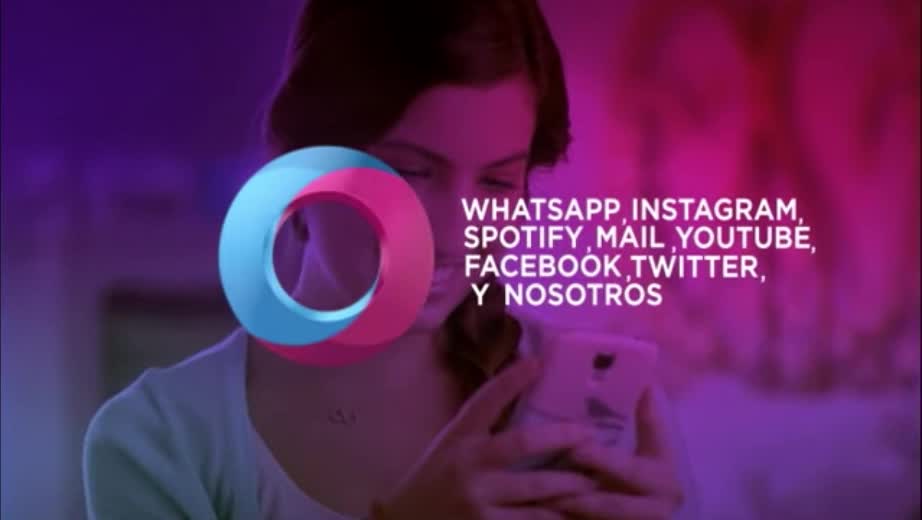 WHATSAPP, INSTAGRAM,
SPOTIFY, MAIL ,YOUTUBE,
FACEBOOK ,TWITTER,
Y NOSOTROS